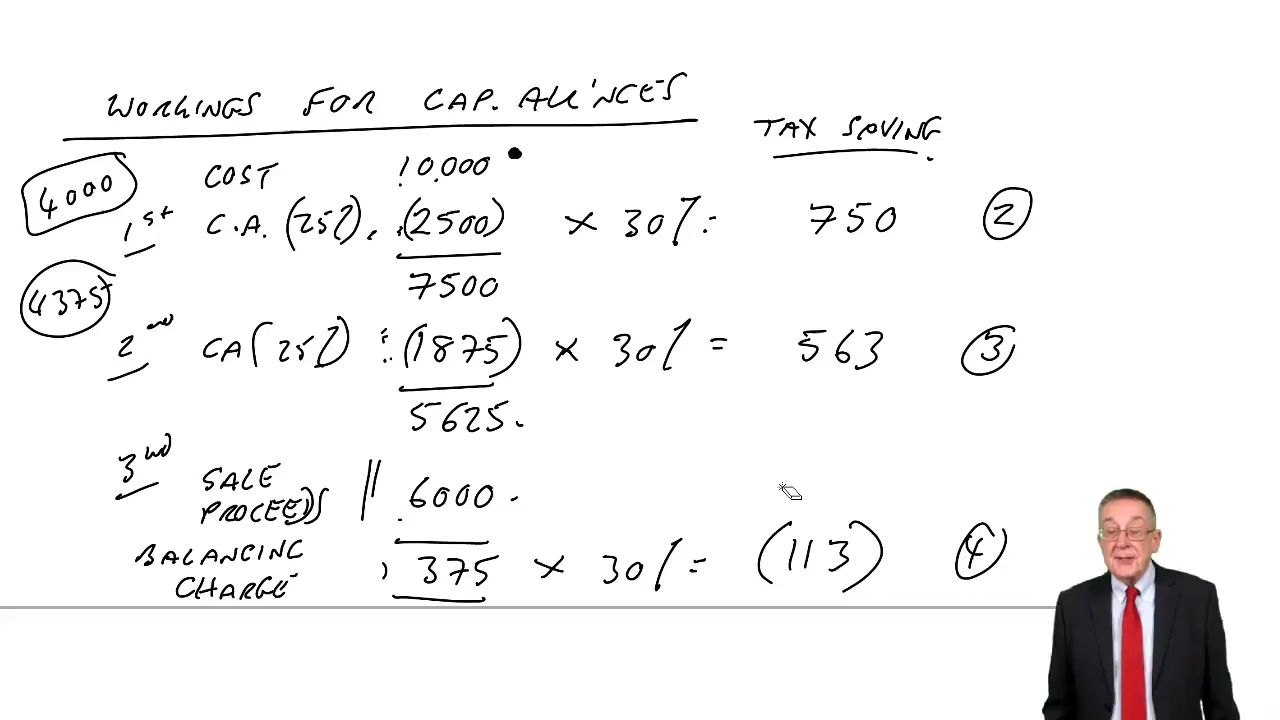 WORKINGS FOR CAP. ALL'NCES
TAX SAVING
4000
COST 10,000
1st C.A. (25%) (2500) × 30% = 750 2
7500
4375
2nd CA (25%) (1875) × 30% = 563 3
5625
3rd SALE PROCEEDS 6000
BALANCING CHARGE 375 × 30% = (113) 4